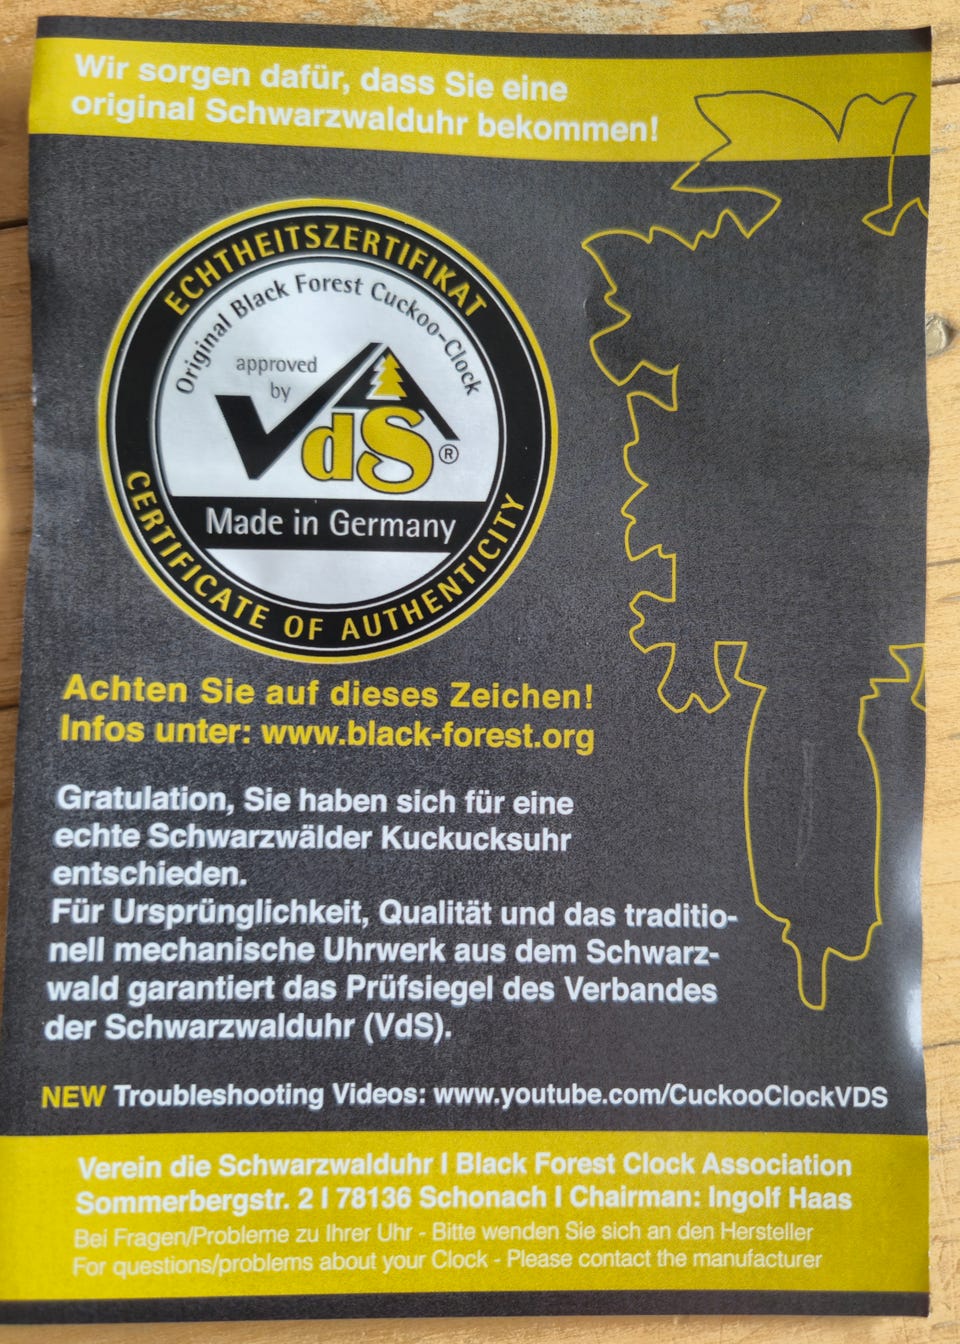 Wir sorgen dafür, dass Sie eine
original Schwarzwalduhr bekommen!
ECHTHEITSZERTIFIKAT
Original Black Forest Cuckoo-Clock
approved
by
VdS®
Made in Germany
CERTIFICATE OF AUTHENTICITY
Achten Sie auf dieses Zeichen!
Infos unter: www.black-forest.org
Gratulation, Sie haben sich für eine
echte Schwarzwälder Kuckucksuhr
entschieden.
Für Ursprünglichkeit, Qualität und das traditio-
nell mechanische Uhrwerk aus dem Schwarz-
wald garantiert das Prüfsiegel des Verbandes
der Schwarzwalduhr (VdS).
NEW Troubleshooting Videos: www.youtube.com/CuckooClockVDS
Verein die Schwarzwalduhr I Black Forest Clock Association
Sommerbergstr. 2 I 78136 Schonach I Chairman: Ingolf Haas
Bei Fragen/Probleme zu Ihrer Uhr - Bitte wenden Sie sich an den Hersteller
For questions/problems about your Clock - Please contact the manufacturer